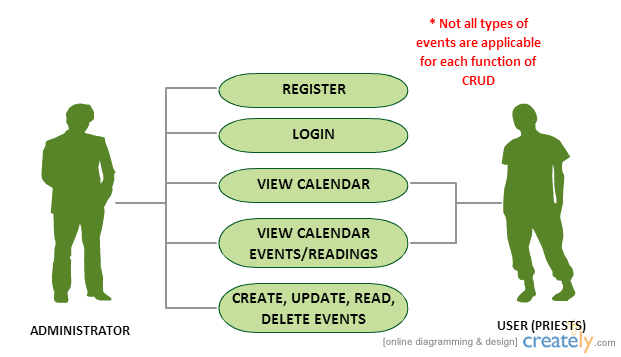 * Not all types of
events are applicable
for each function of
CRUD
REGISTER
LOGIN
VIEW CALENDAR
VIEW CALENDAR
EVENTS/READINGS
CREATE, UPDATE, READ,
DELETE EVENTS
ADMINISTRATOR
USER (PRIESTS)
[online diagramming & design] creately.com